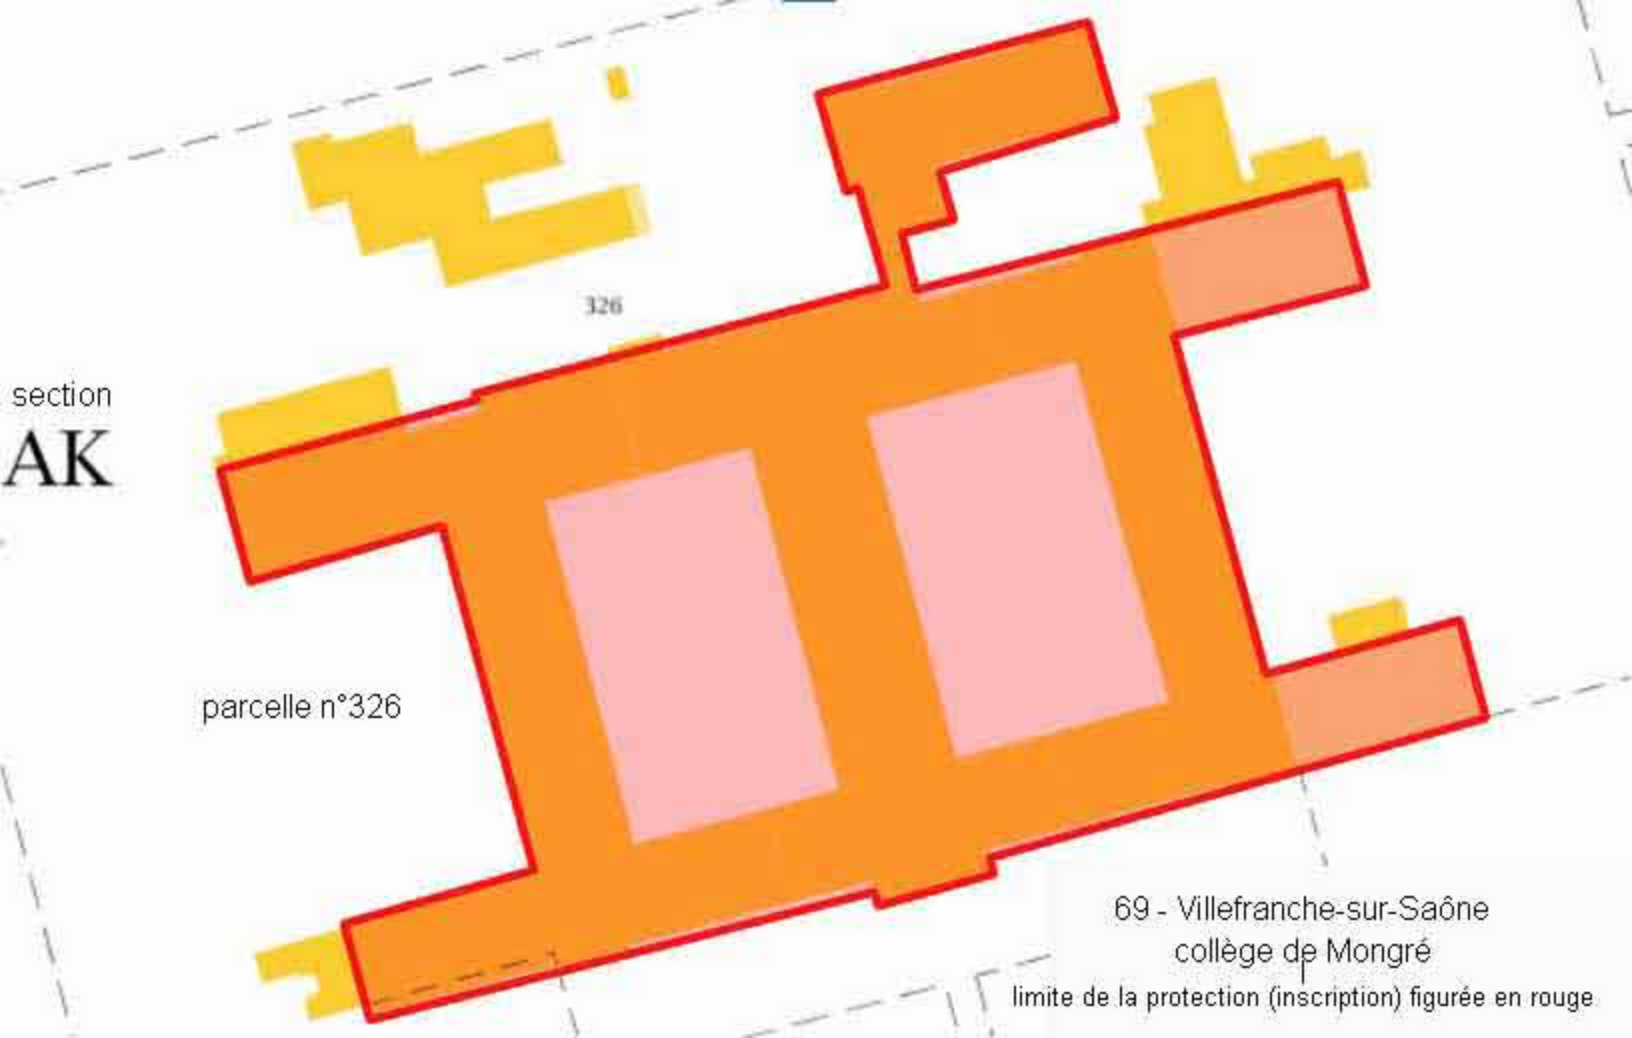 326
section
AK
parcelle n°326
69 - Villefranche-sur-Saône
collège de Mongré
limite de la protection (inscription) figurée en rouge